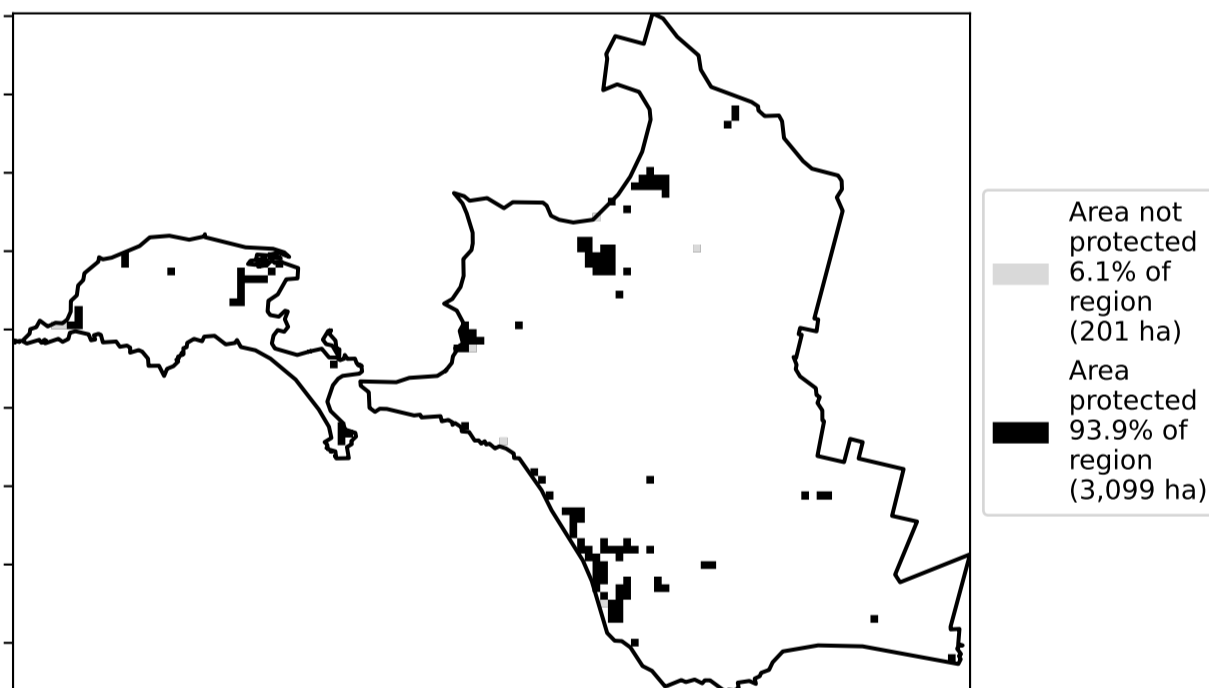 Area not
protected
6.1% of
region
(201 ha)
Area
protected
93.9% of
region
(3,099 ha)